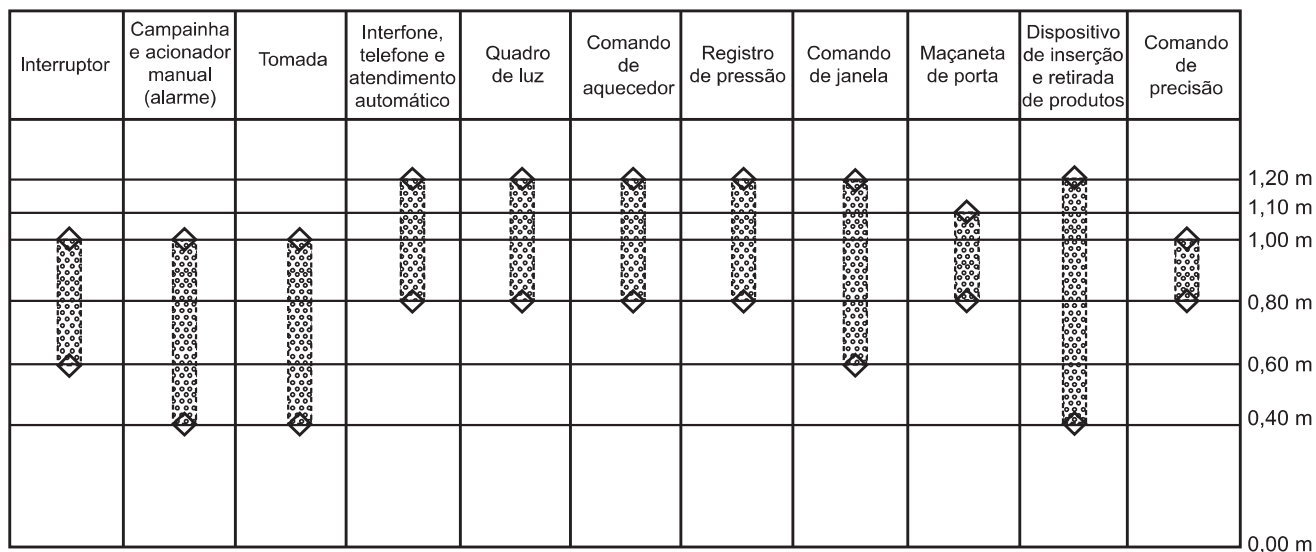 Interruptor
Campainha
e acionador
manual
(alarme)
Tomada
Interfone,
telefone e
atendimento
automático
Quadro
de luz
Comando
de
aquecedor
Registro
de pressão
Comando
de janela
Maçaneta
de porta
Dispositivo
de inserção
e retirada
de produtos
Comando
de
precisão
1,20 m
1,10 m
1,00 m
0,80 m
0,60 m
0,40 m
0,00 m